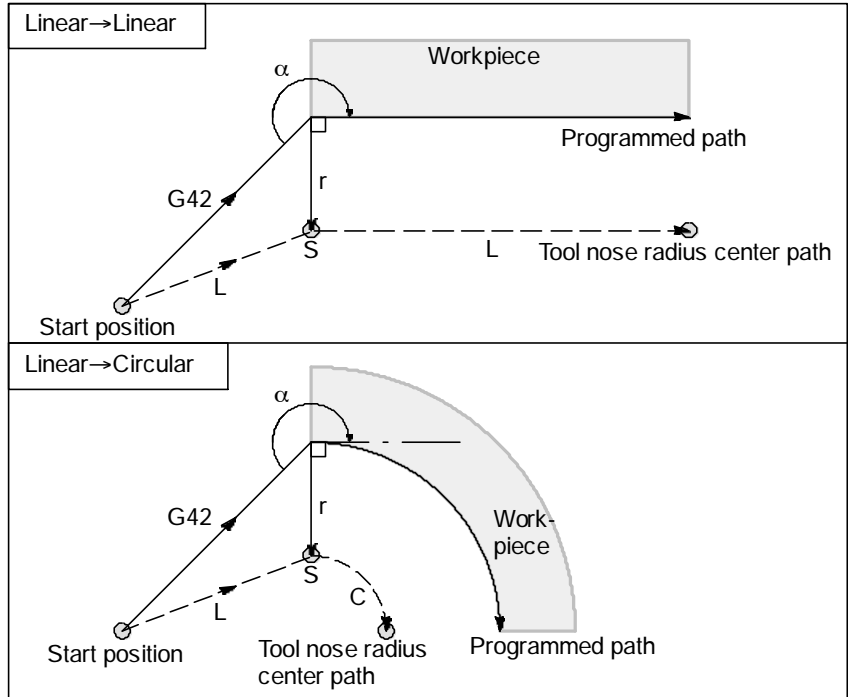 Linear→Linear
Workpiece
α
Programmed path
G42
r
S
L
Tool nose radius center path
L
Start position
Linear→Circular
α
G42
r
Work-
piece
S
L
C
Start position
Tool nose radius
center path
Programmed path